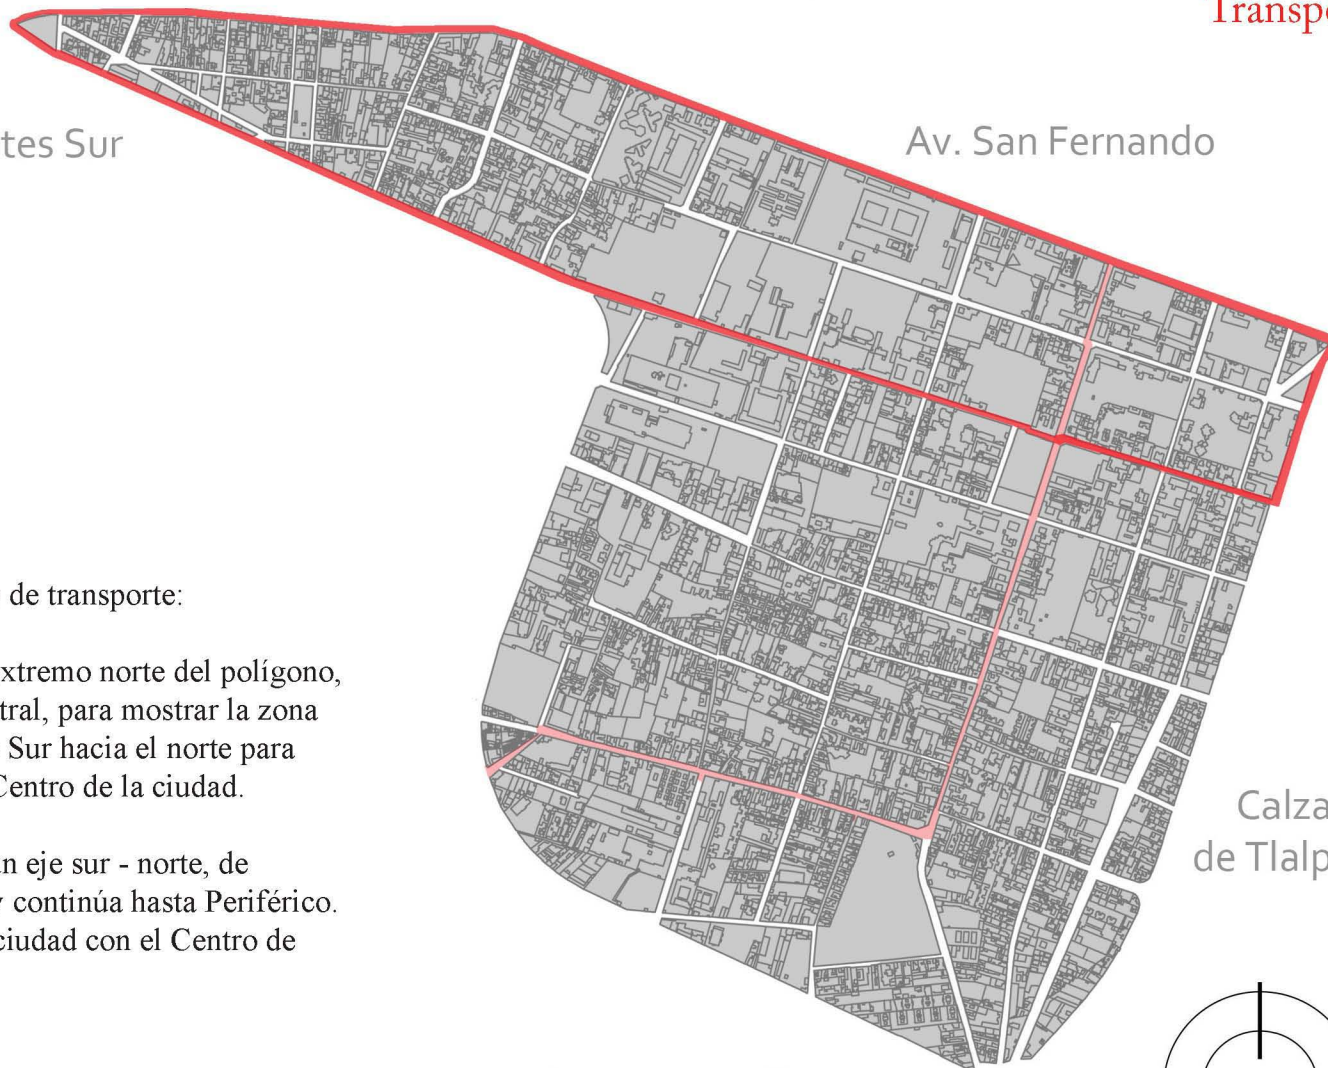 Transpo
Av. San Fernando
tes Sur
de transporte:
xtremo norte del polígono,
tral, para mostrar la zona
Sur hacia el norte para
Centro de la ciudad.
n eje sur - norte, de
y continúa hasta Periférico.
ciudad con el Centro de
Calza
de Tlalp